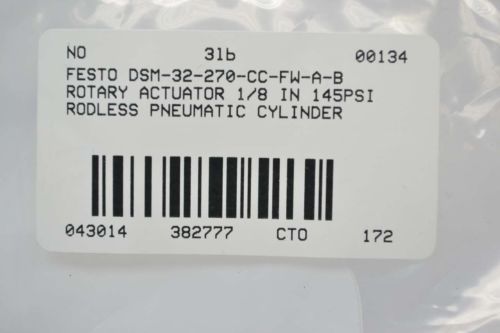 NO 3lb 00134
FESTO DSM-32-270-CC-FW-A-B
ROTARY ACTUATOR 1/8 IN 145PSI
RODLESS PNEUMATIC CYLINDER
043014 382777 CTO 172